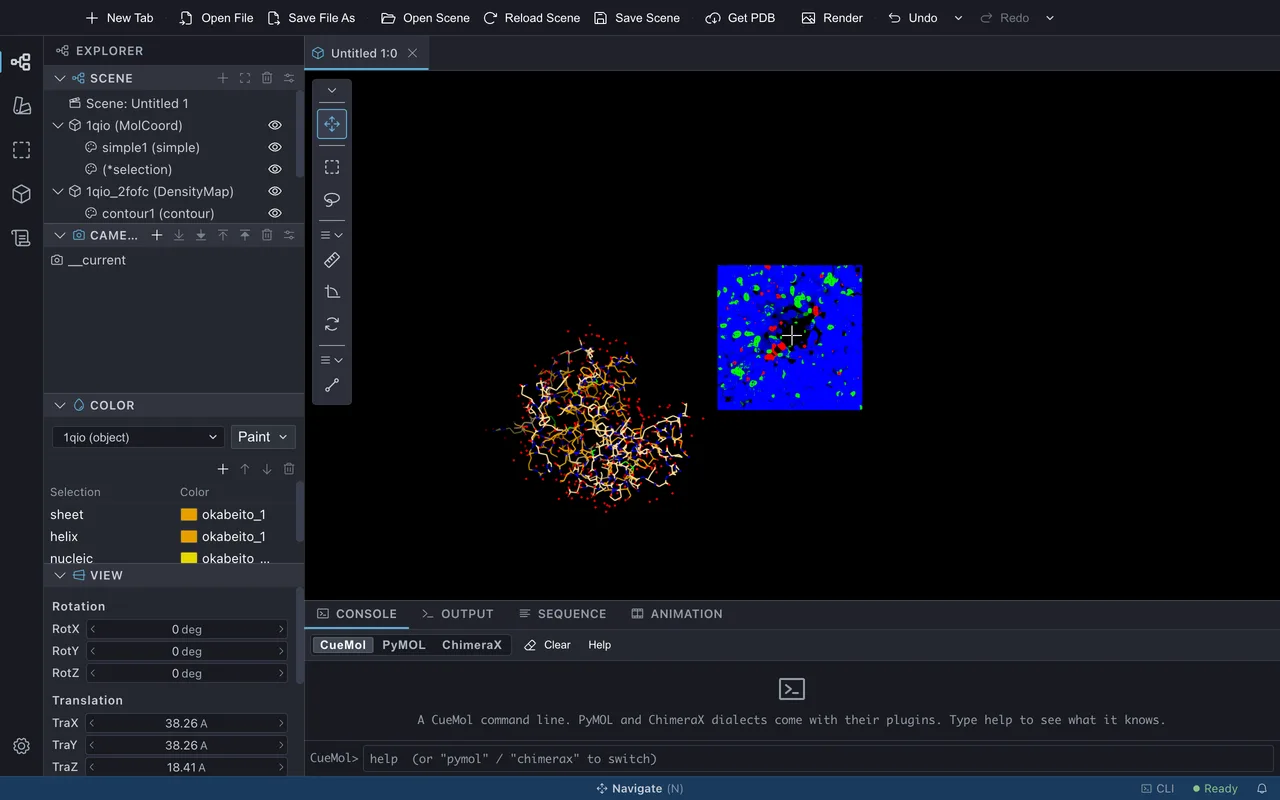 New Tab Open File Save File As Open Scene Reload Scene Save Scene Get PDB Render Undo Redo
EXPLORER
Untitled 1:0
SCENE
Scene: Untitled 1
1qio (MolCoord)
simple1 (simple)
(*selection)
1qio_2fofc (DensityMap)
contour1 (contour)
CAME...
__current
COLOR
1qio (object) Paint
Selection Color
sheet okabeito_1
helix okabeito_1
nucleic okabeito ...
VIEW
Rotation
RotX 0 deg
RotY 0 deg
RotZ 0 deg
Translation
TraX 38.26 A
TraY 38.26 A
TraZ 18.41 A
CONSOLE OUTPUT SEQUENCE ANIMATION
CueMol PyMOL ChimeraX Clear Help
A CueMol command line. PyMOL and ChimeraX dialects come with their plugins. Type help to see what it knows.
CueMol> help (or "pymol" / "chimerax" to switch)
Navigate (N)
CLI Ready